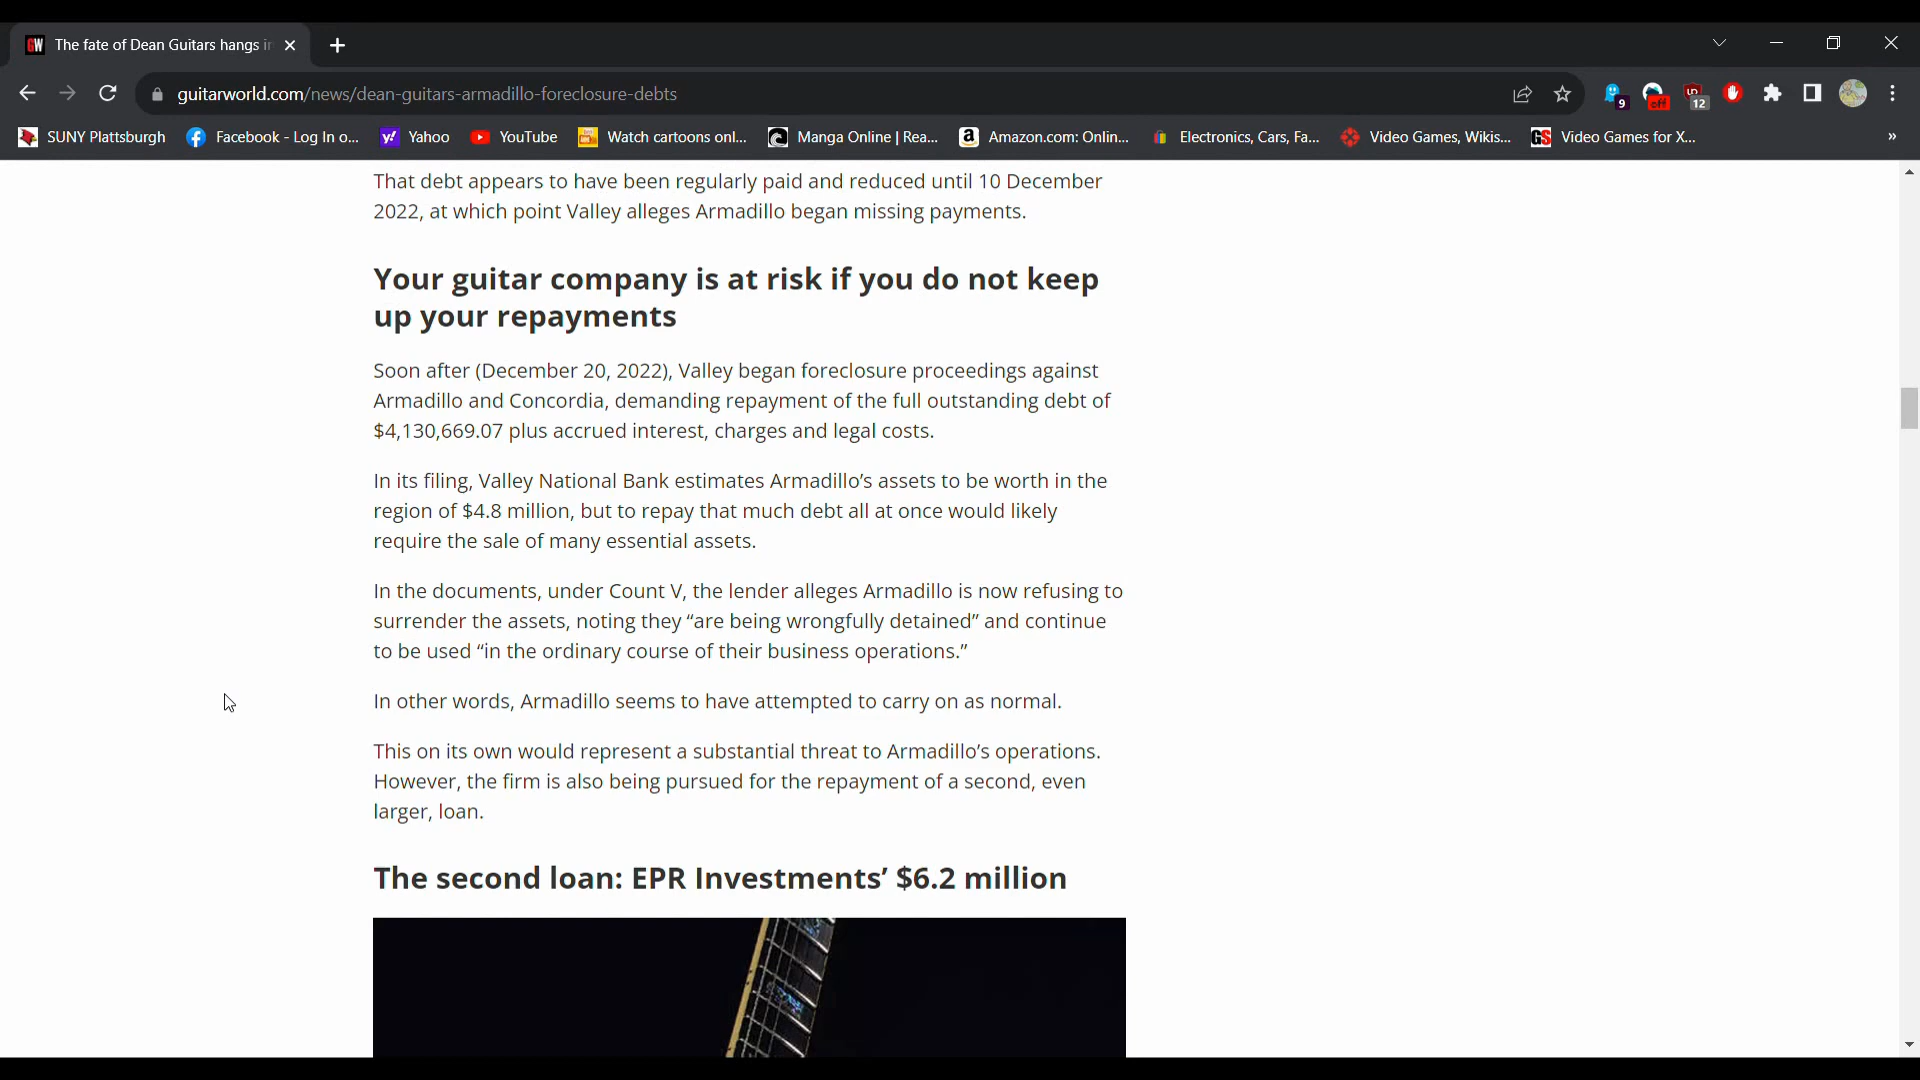 GW The fate of Dean Guitars hangs in
guitarworld.com/news/dean-guitars-armadillo-foreclosure-debts
9 off 12
SUNY Plattsburgh Facebook - Log In o... Yahoo YouTube Watch cartoons onl... Manga Online | Rea... Amazon.com: Onlin... Electronics, Cars, Fa... Video Games, Wikis... GS Video Games for X... »
That debt appears to have been regularly paid and reduced until 10 December
2022, at which point Valley alleges Armadillo began missing payments.
Your guitar company is at risk if you do not keep
up your repayments
Soon after (December 20, 2022), Valley began foreclosure proceedings against
Armadillo and Concordia, demanding repayment of the full outstanding debt of
$4,130,669.07 plus accrued interest, charges and legal costs.
In its filing, Valley National Bank estimates Armadillo’s assets to be worth in the
region of $4.8 million, but to repay that much debt all at once would likely
require the sale of many essential assets.
In the documents, under Count V, the lender alleges Armadillo is now refusing to
surrender the assets, noting they “are being wrongfully detained” and continue
to be used “in the ordinary course of their business operations.”
In other words, Armadillo seems to have attempted to carry on as normal.
This on its own would represent a substantial threat to Armadillo’s operations.
However, the firm is also being pursued for the repayment of a second, even
larger, loan.
The second loan: EPR Investments’ $6.2 million